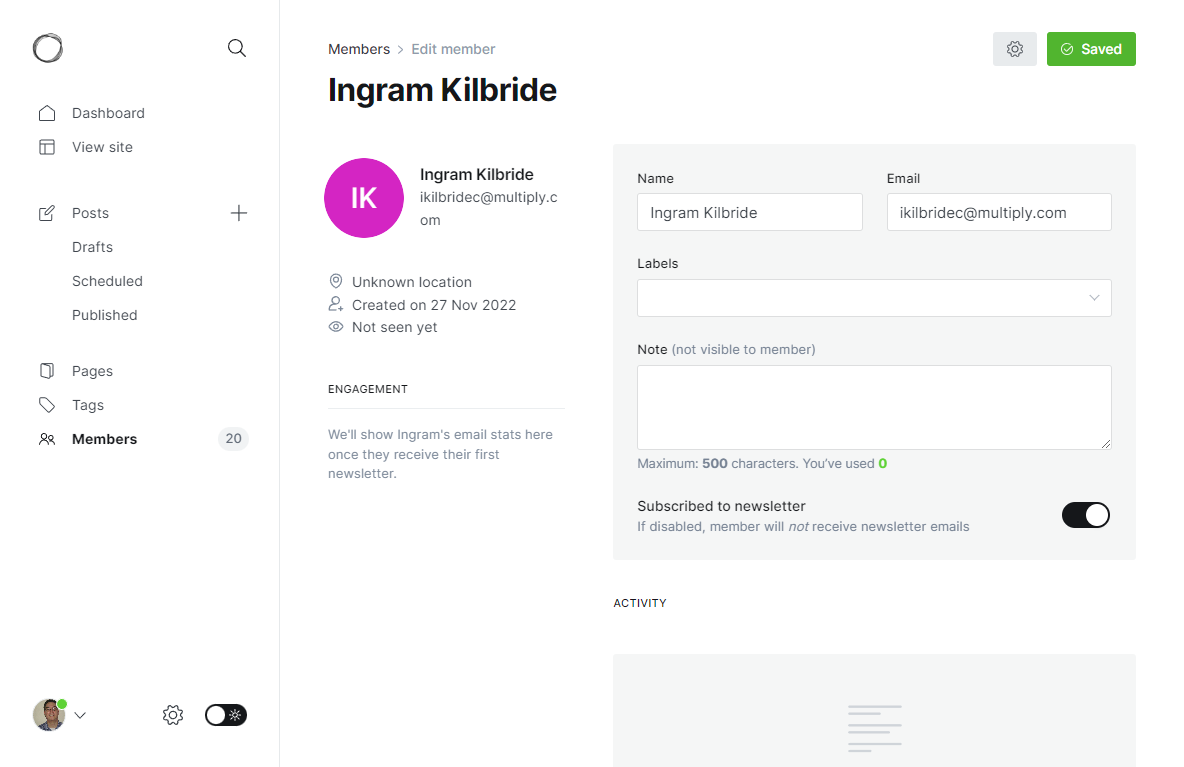 Dashboard
View site
Posts
Drafts
Scheduled
Published
Pages
Tags
Members 20
Members > Edit member
Saved
Ingram Kilbride
IK
Ingram Kilbride
ikilbridec@multiply.c
om
Unknown location
Created on 27 Nov 2022
Not seen yet
ENGAGEMENT
We'll show Ingram's email stats here
once they receive their first
newsletter.
Name
Email
Ingram Kilbride
ikilbridec@multiply.com
Labels
Note (not visible to member)
Maximum: 500 characters. You've used 0
Subscribed to newsletter
If disabled, member will not receive newsletter emails
ACTIVITY